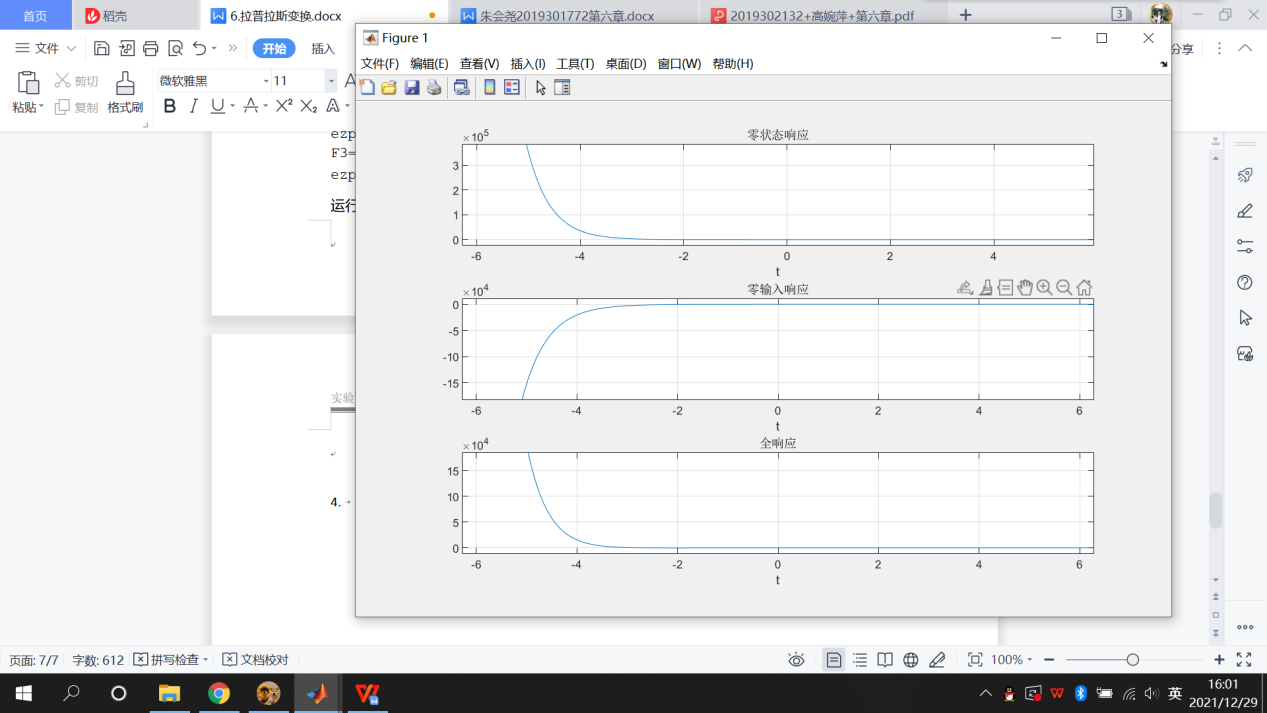 首页
稻壳
6.拉普拉斯变换.docx
朱会尧2019301772第六章.docx
2019302132+高婉萍+第六章.pdf
文件
开始
插入
分享
粘贴
剪切
复制
格式刷
微软雅黑
11
ezp
F3=
ezp
运行
实验
4.
Figure 1
文件(F) 编辑(E) 查看(V) 插入(I) 工具(T) 桌面(D) 窗口(W) 帮助(H)
×10⁵
零状态响应
3
2
1
0
-6 -4 -2 0 2 4
t
×10⁴
零输入响应
0
-5
-10
-15
-6 -4 -2 0 2 4 6
t
×10⁴
全响应
15
10
5
0
-6 -4 -2 0 2 4 6
t
页面: 7/7 字数: 612 拼写检查 文档校对
100%
英
16:01
2021/12/29